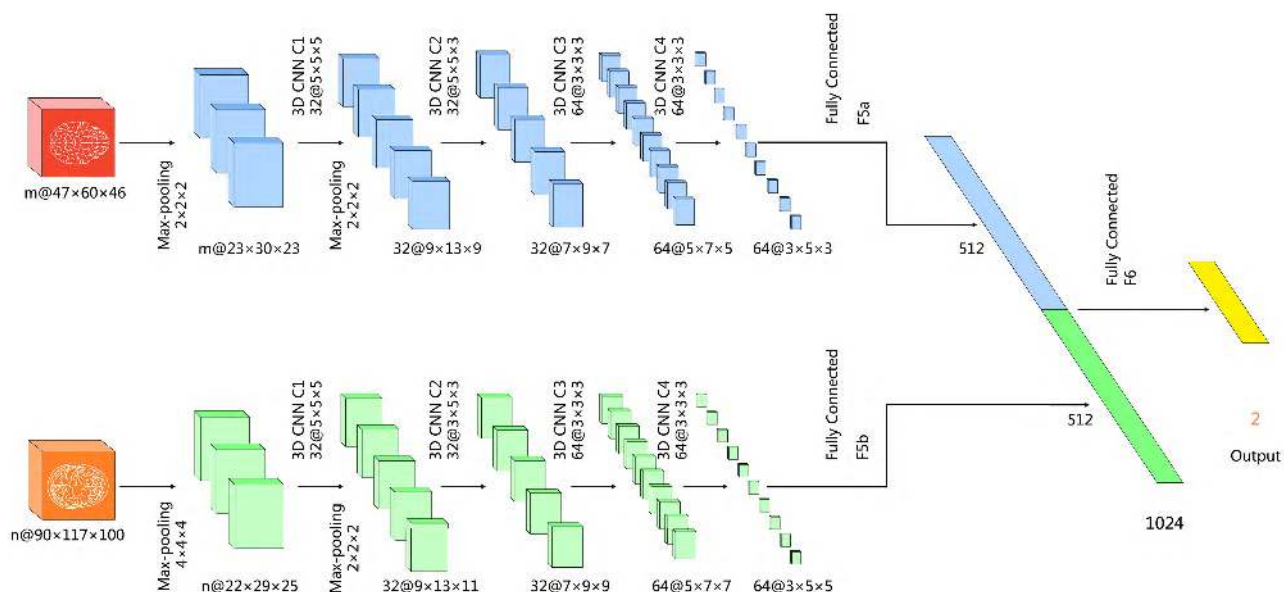 3D CNN C1
32@5×5×5
3D CNN C2
32@5×5×3
3D CNN C3
64@3×3×3
3D CNN C4
64@3×3×3
Fully Connected
F5a
m@47×60×46
Max-pooling
2×2×2
m@23×30×23
Max-pooling
2×2×2
32@9×13×9
32@7×9×7
64@5×7×5
64@3×5×3
512
Fully Connected
F6
3D CNN C1
32@5×5×5
3D CNN C2
32@3×5×3
3D CNN C3
64@3×3×3
3D CNN C4
64@3×3×3
Fully Connected
F5b
512
2
Output
n@90×117×100
Max-pooling
4×4×4
n@22×29×25
Max-pooling
2×2×2
32@9×13×11
32@7×9×9
64@5×7×7
64@3×5×5
1024